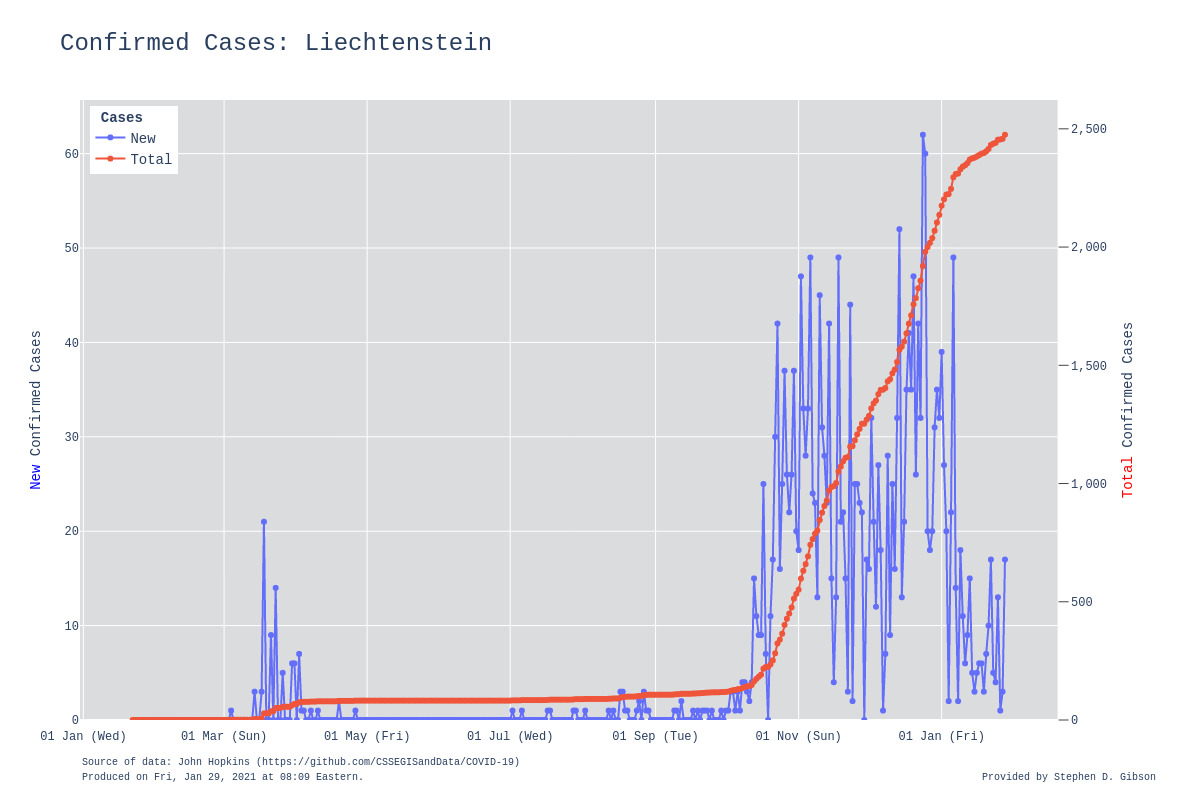 Confirmed Cases: Liechtenstein
Cases
New
Total
60
50
40
30
20
10
0
New Confirmed Cases
2,500
2,000
1,500
1,000
500
0
Total Confirmed Cases
01 Jan (Wed) 01 Mar (Sun) 01 May (Fri) 01 Jul (Wed) 01 Sep (Tue) 01 Nov (Sun) 01 Jan (Fri)
Source of data: John Hopkins (https://github.com/CSSEGISandData/COVID-19)
Produced on Fri, Jan 29, 2021 at 08:09 Eastern.
Provided by Stephen D. Gibson